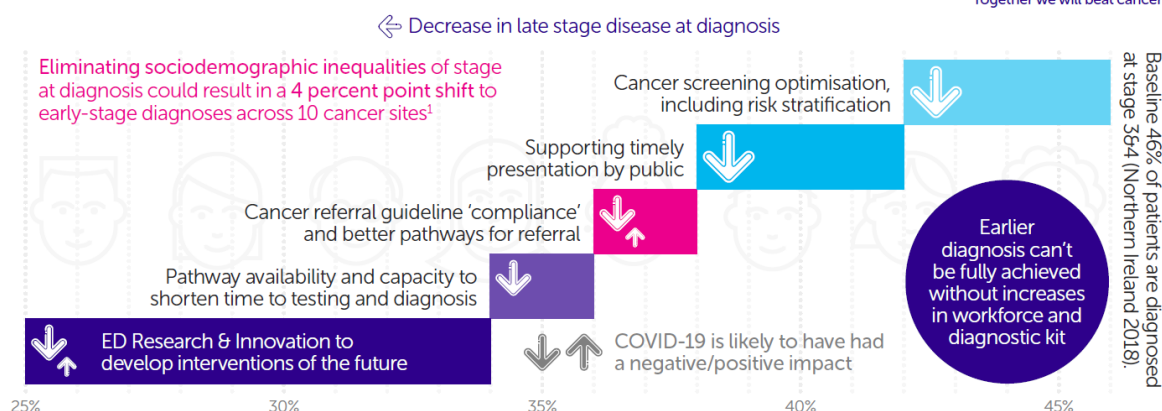 Together we will beat cancer
Decrease in late stage disease at diagnosis
Eliminating sociodemographic inequalities of stage
at diagnosis could result in a 4 percent point shift to
early-stage diagnoses across 10 cancer sites¹
Cancer screening optimisation,
including risk stratification
Supporting timely
presentation by public
Cancer referral guideline ‘compliance’
and better pathways for referral
Pathway availability and capacity to
shorten time to testing and diagnosis
ED Research & Innovation to
develop interventions of the future
COVID-19 is likely to have had
a negative/positive impact
Earlier
diagnosis can’t
be fully achieved
without increases
in workforce and
diagnostic kit
Baseline 46% of patients are diagnosed
at stage 3&4 (Northern Ireland 2018).
25%
30%
35%
40%
45%